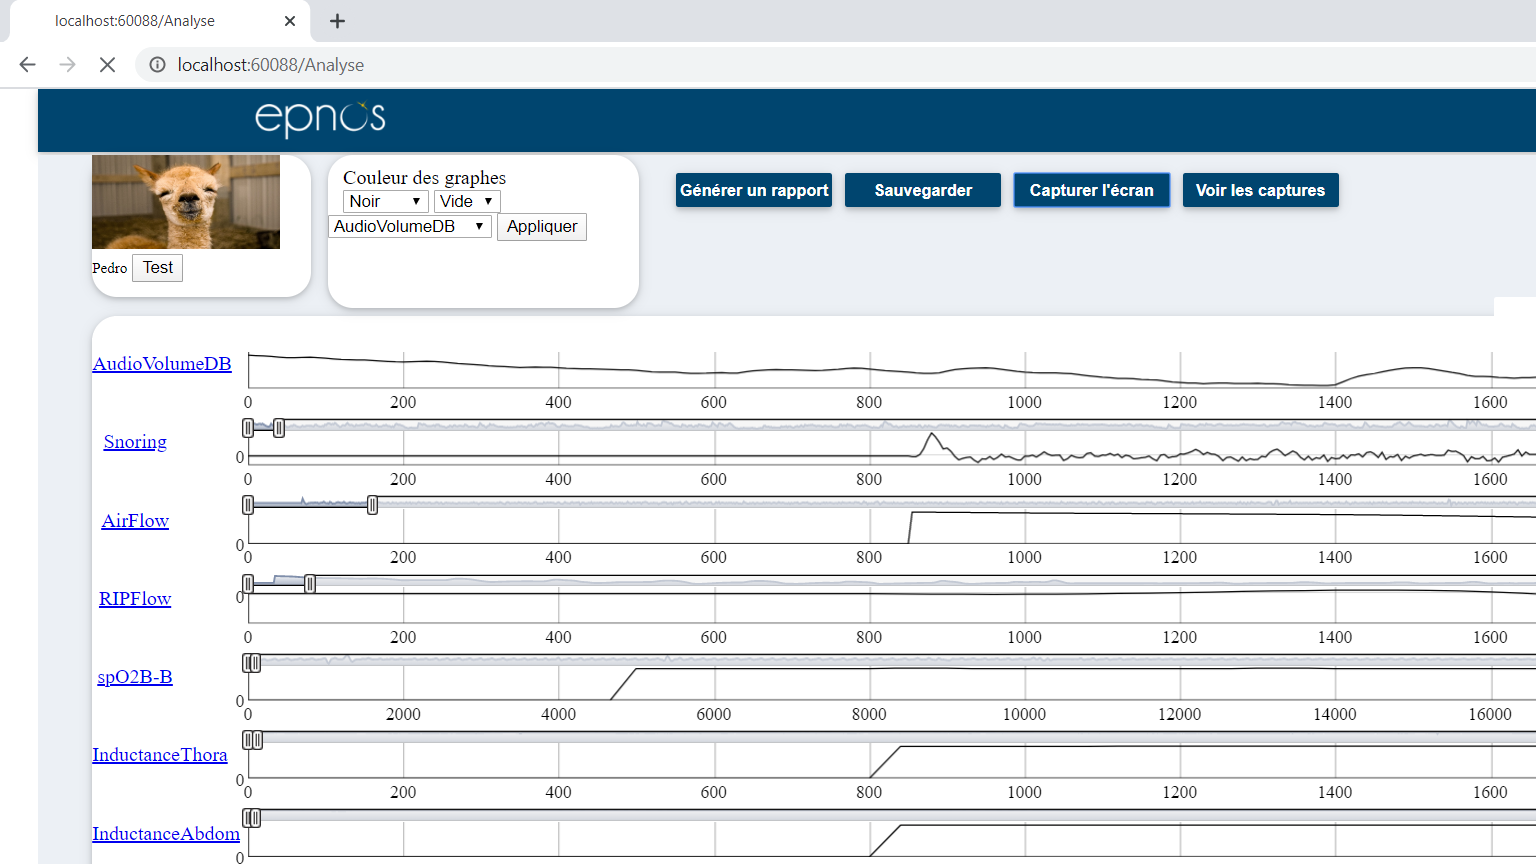 localhost:60088/Analyse
localhost:60088/Analyse
epnos
Couleur des graphes
Noir Vide
AudioVolumeDB Appliquer
Pedro Test
Générer un rapport Sauvegarder Capturer l'écran Voir les captures
AudioVolumeDB
0 200 400 600 800 1000 1200 1400 1600
Snoring
0
0 200 400 600 800 1000 1200 1400 1600
AirFlow
0
0 200 400 600 800 1000 1200 1400 1600
RIPFlow
0
0 200 400 600 800 1000 1200 1400 1600
spO2B-B
0
0 2000 4000 6000 8000 10000 12000 14000 16000
InductanceThora
0
0 200 400 600 800 1000 1200 1400 1600
InductanceAbdom
0